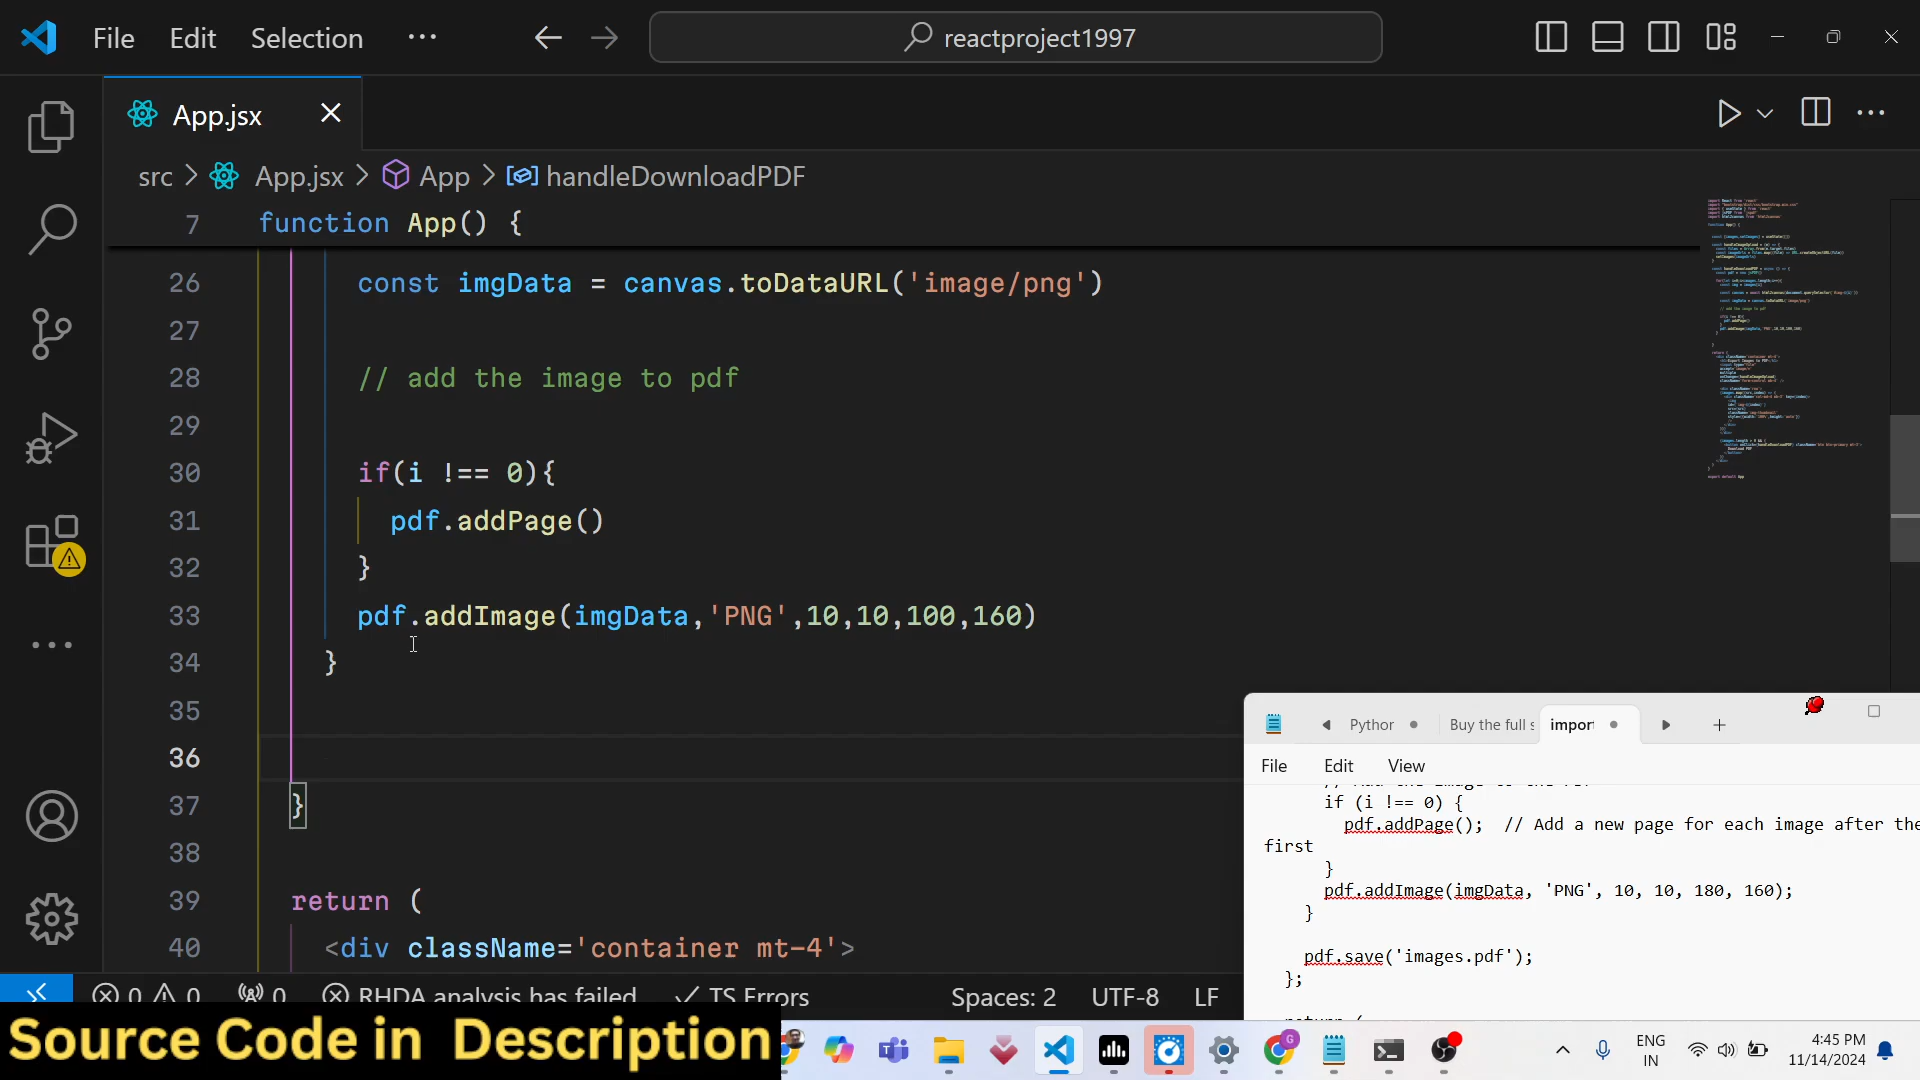 File Edit Selection ··· reactproject1997
App.jsx
src > App.jsx > App > handleDownloadPDF
7 function App() {
26 const imgData = canvas.toDataURL('image/png')
27
28 // add the image to pdf
29
30 if(i !== 0){
31 pdf.addPage()
32 }
33 pdf.addImage(imgData,'PNG',10,10,100,160)
34 }
35
36
37 }
38
39 return (
40 <div className='container mt-4'>
Pythor Buy the full s import
File Edit View
if (i !== 0) {
pdf.addPage(); // Add a new page for each image after the
first
}
pdf.addImage(imgData, 'PNG', 10, 10, 180, 160);
}
pdf.save('images.pdf');
};
return (
0 0 0 RHDA analysis has failed TS Errors Spaces: 2 UTF-8 LF
Source Code in Description
ENG
IN
4:45 PM
11/14/2024